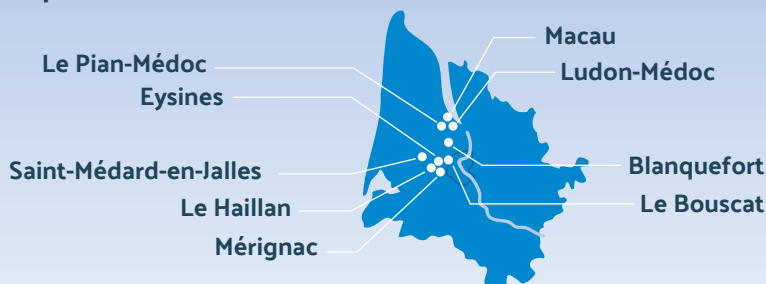 Macau
Le Pian-Médoc
Ludon-Médoc
Eysines
Saint-Médard-en-Jalles
Blanquefort
Le Haillan
Le Bouscat
Mérignac